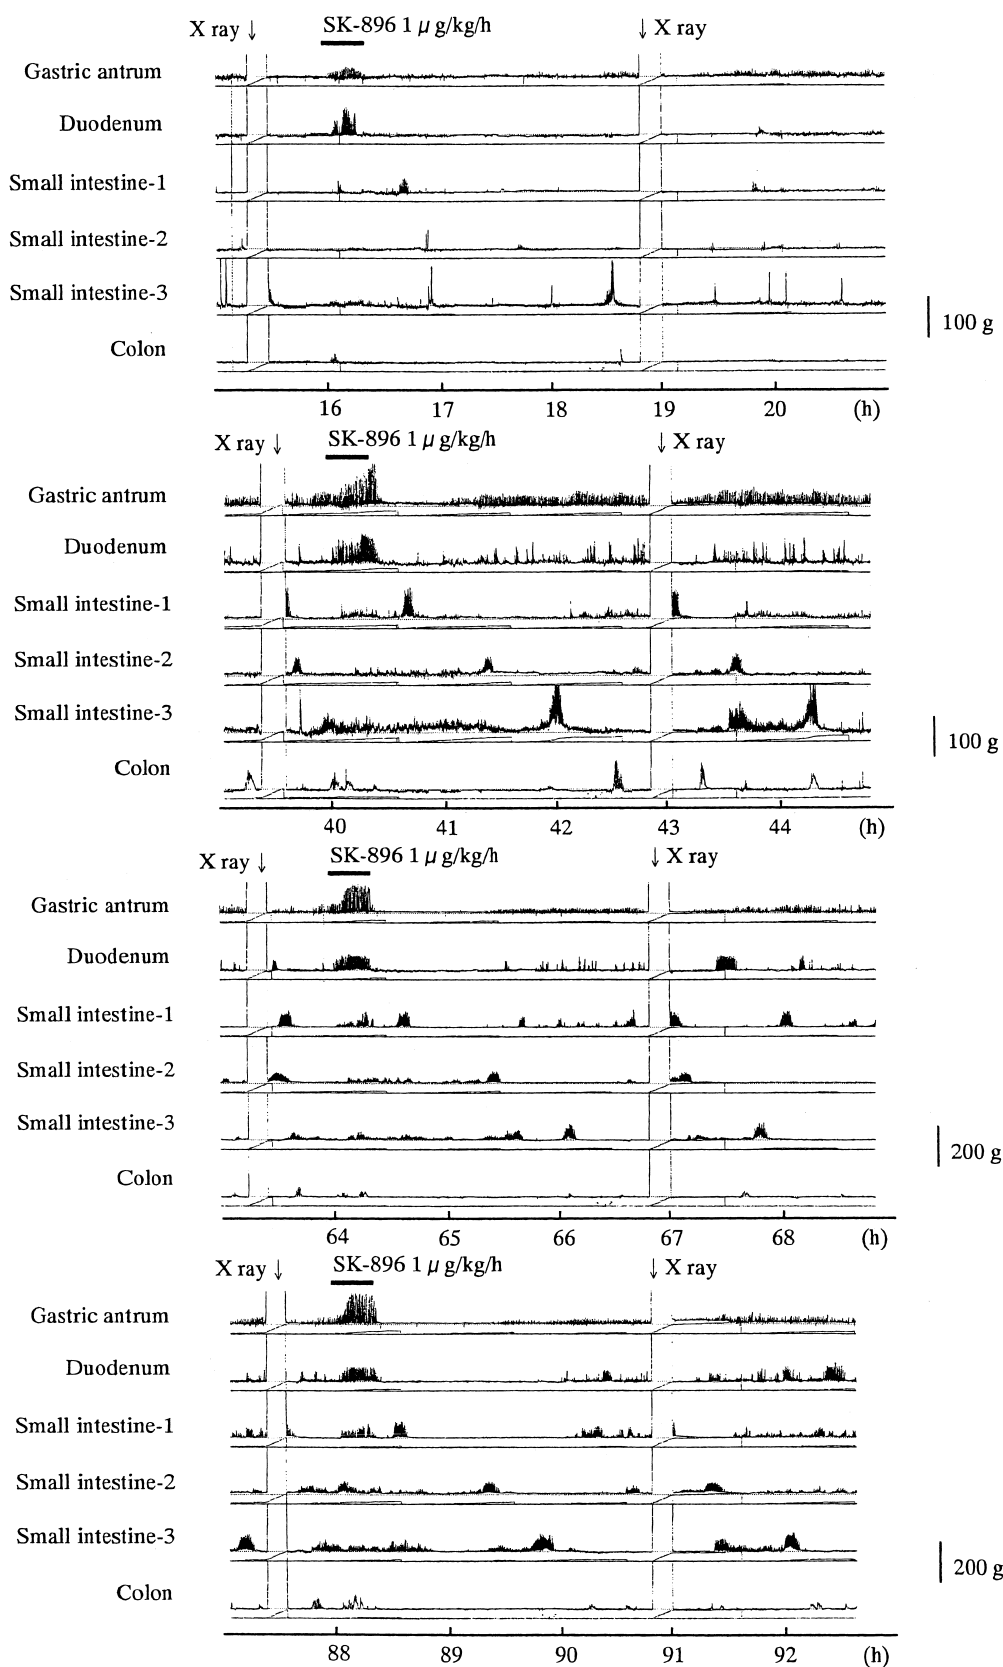 X ray ↓ SK-896 1 μ g/kg/h ↓ X ray
Gastric antrum
Duodenum
Small intestine-1
Small intestine-2
Small intestine-3
100 g
Colon
16 17 18 19 20 (h)
X ray ↓ SK-896 1 μ g/kg/h ↓ X ray
Gastric antrum
Duodenum
Small intestine-1
Small intestine-2
Small intestine-3
100 g
Colon
40 41 42 43 44 (h)
X ray ↓ SK-896 1 μ g/kg/h ↓ X ray
Gastric antrum
Duodenum
Small intestine-1
Small intestine-2
Small intestine-3
200 g
Colon
64 65 66 67 68 (h)
X ray ↓ SK-896 1 μ g/kg/h ↓ X ray
Gastric antrum
Duodenum
Small intestine-1
Small intestine-2
Small intestine-3
200 g
Colon
88 89 90 91 92 (h)